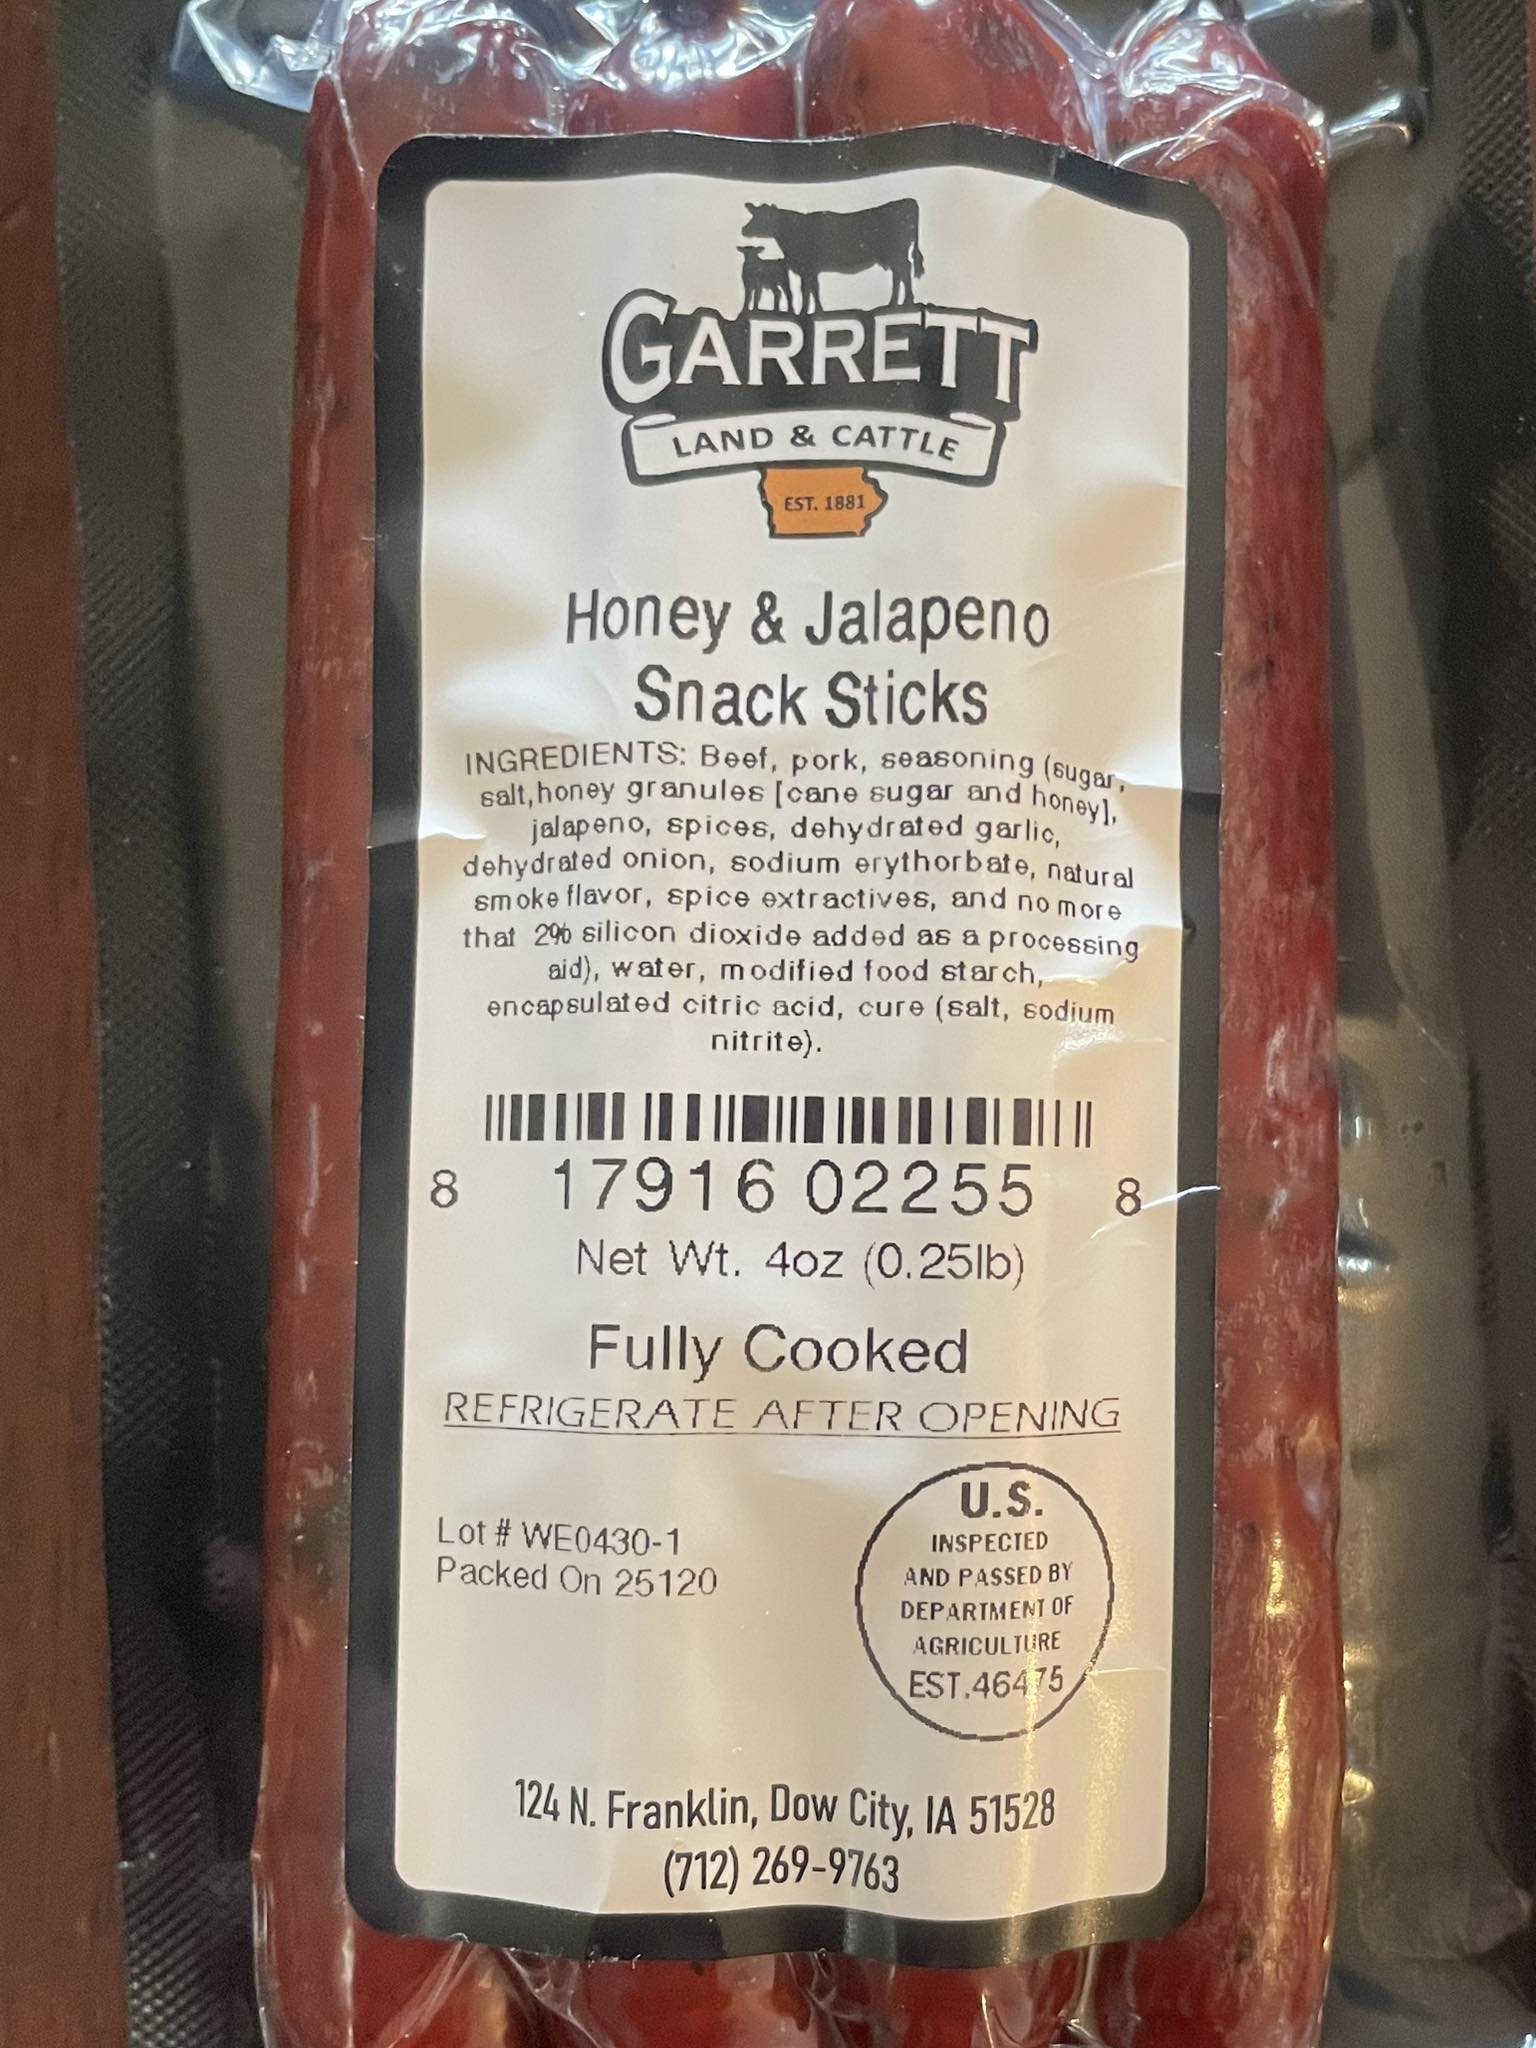 GARRETT
LAND & CATTLE
EST. 1881
Honey & Jalapeno
Snack Sticks
INGREDIENTS: Beef, pork, seasoning (sugar,
salt, honey granules [cane sugar and honey],
jalapeno, spices, dehydrated garlic,
dehydrated onion, sodium erythorbate, natural
smoke flavor, spice extractives, and no more
that 2% silicon dioxide added as a processing
aid), water, modified food starch,
encapsulated citric acid, cure (salt, sodium
nitrite).
8 17916 02255 8
Net Wt. 4oz (0.25lb)
Fully Cooked
REFRIGERATE AFTER OPENING
Lot # WE0430-1
Packed On 25120
U.S.
INSPECTED
AND PASSED BY
DEPARTMENT OF
AGRICULTURE
EST.46475
124 N. Franklin, Dow City, IA 51528
(712) 269-9763